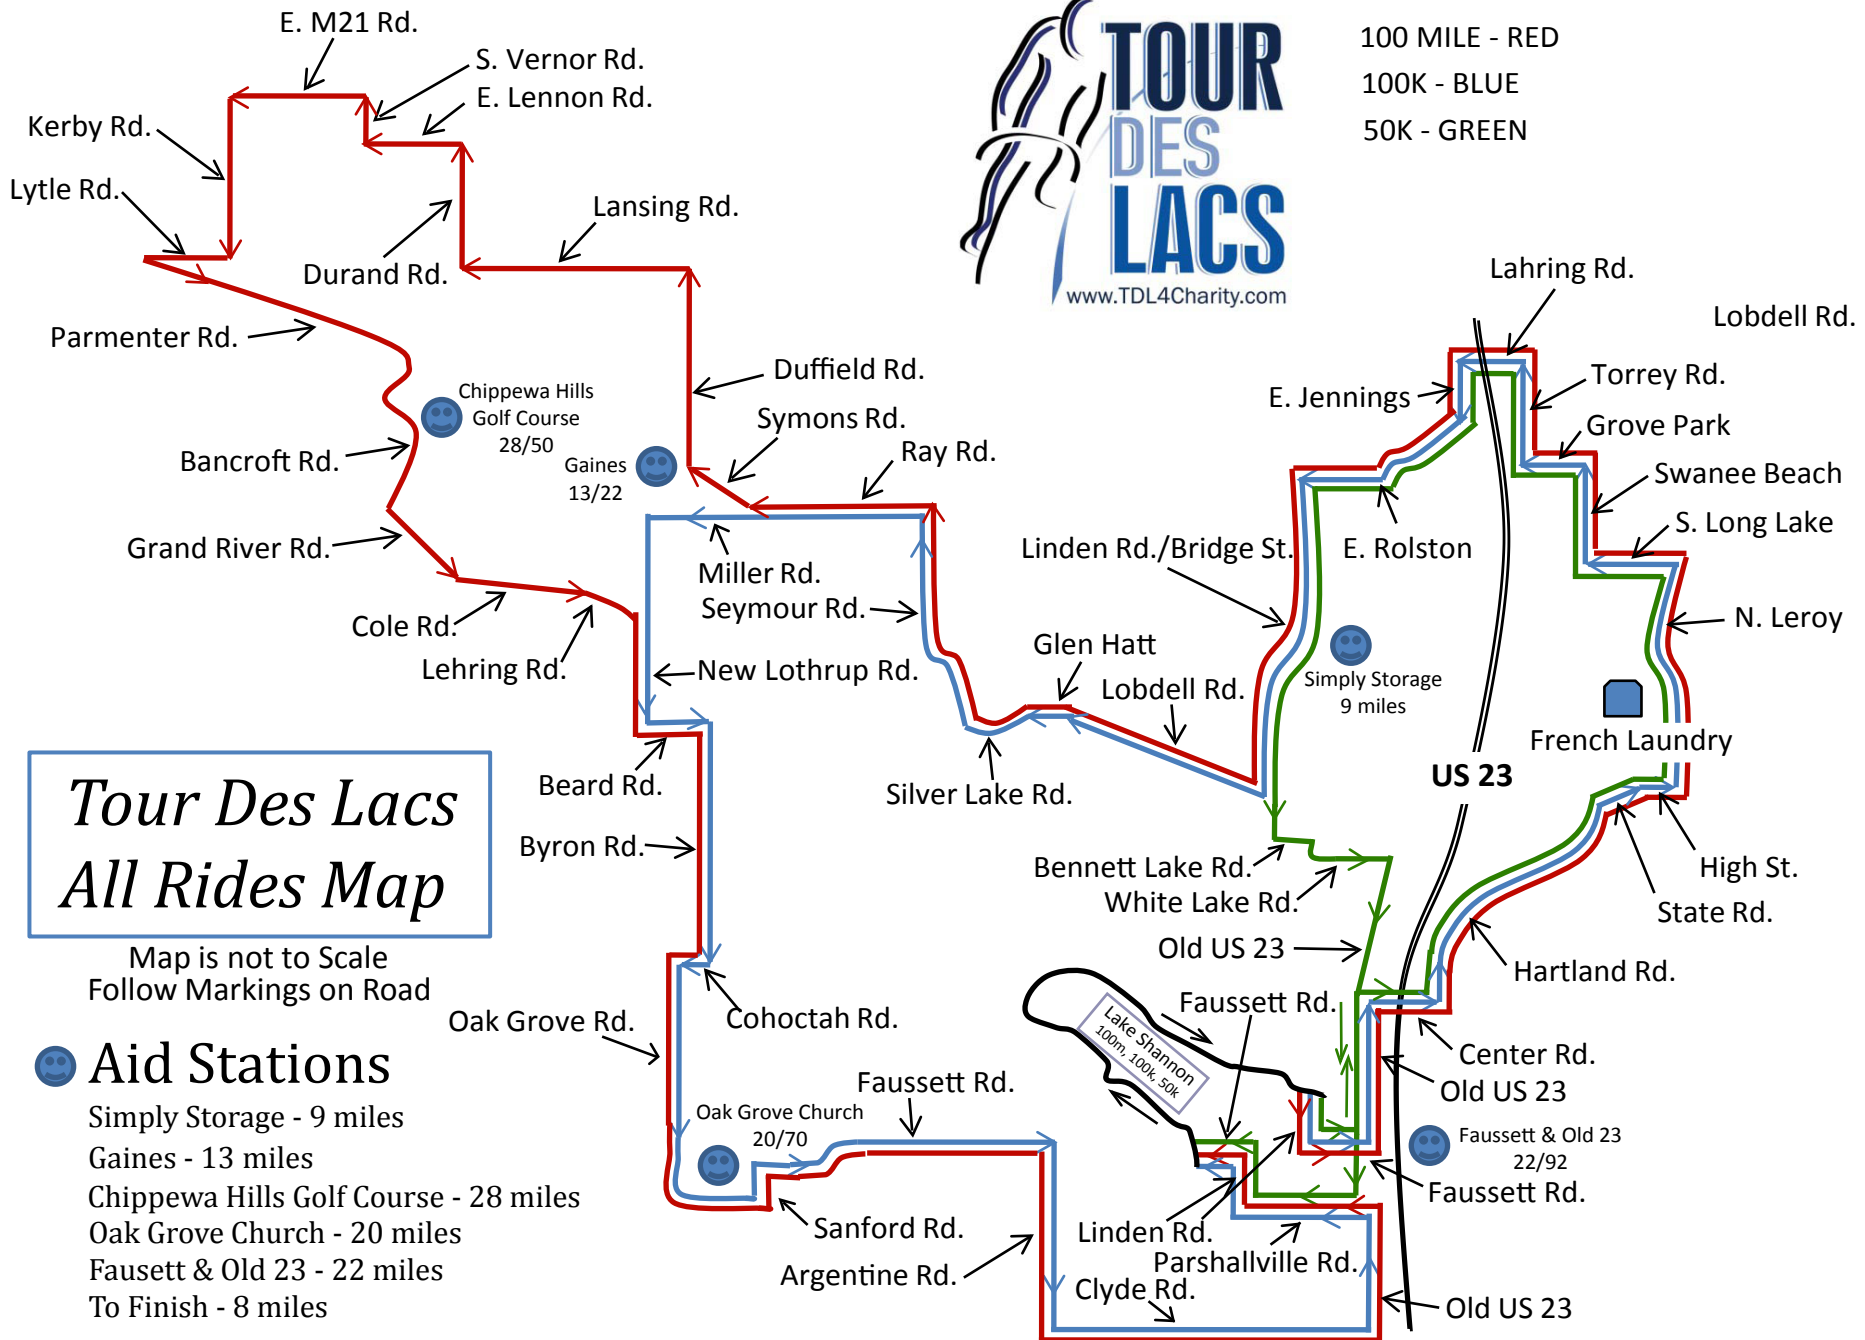 E. M21 Rd.
S. Vernor Rd.
E. Lennon Rd.
Kerby Rd.
Lytle Rd.
Lansing Rd.
Durand Rd.
Parmenter Rd.
TOUR
DES
LACS
www.TDL4Charity.com
100 MILE - RED
100K - BLUE
50K - GREEN
Lahring Rd.
Lobdell Rd.
Torrey Rd.
E. Jennings
Grove Park
Swanee Beach
S. Long Lake
E. Rolston
Linden Rd./Bridge St.
N. Leroy
Duffield Rd.
Symons Rd.
Ray Rd.
Chippewa Hills
Golf Course
28/50
Gaines
13/22
Bancroft Rd.
Grand River Rd.
Cole Rd.
Lehring Rd.
Miller Rd.
Seymour Rd.
New Lothrup Rd.
Glen Hatt
Lobdell Rd.
Simply Storage
9 miles
French Laundry
US 23
Silver Lake Rd.
Beard Rd.
Byron Rd.
Tour Des Lacs
All Rides Map
Map is not to Scale
Follow Markings on Road
Bennett Lake Rd.
White Lake Rd.
Old US 23
High St.
State Rd.
Hartland Rd.
Oak Grove Rd.
Cohoctah Rd.
Faussett Rd.
Lake Shannon
100m, 100k, 50k
Center Rd.
Old US 23
Faussett & Old 23
22/92
Faussett Rd.
Faussett Rd.
Oak Grove Church
20/70
Aid Stations
Simply Storage - 9 miles
Gaines - 13 miles
Chippewa Hills Golf Course - 28 miles
Oak Grove Church - 20 miles
Fausett & Old 23 - 22 miles
To Finish - 8 miles
Sanford Rd.
Argentine Rd.
Linden Rd.
Parshallville Rd.
Clyde Rd.
Old US 23